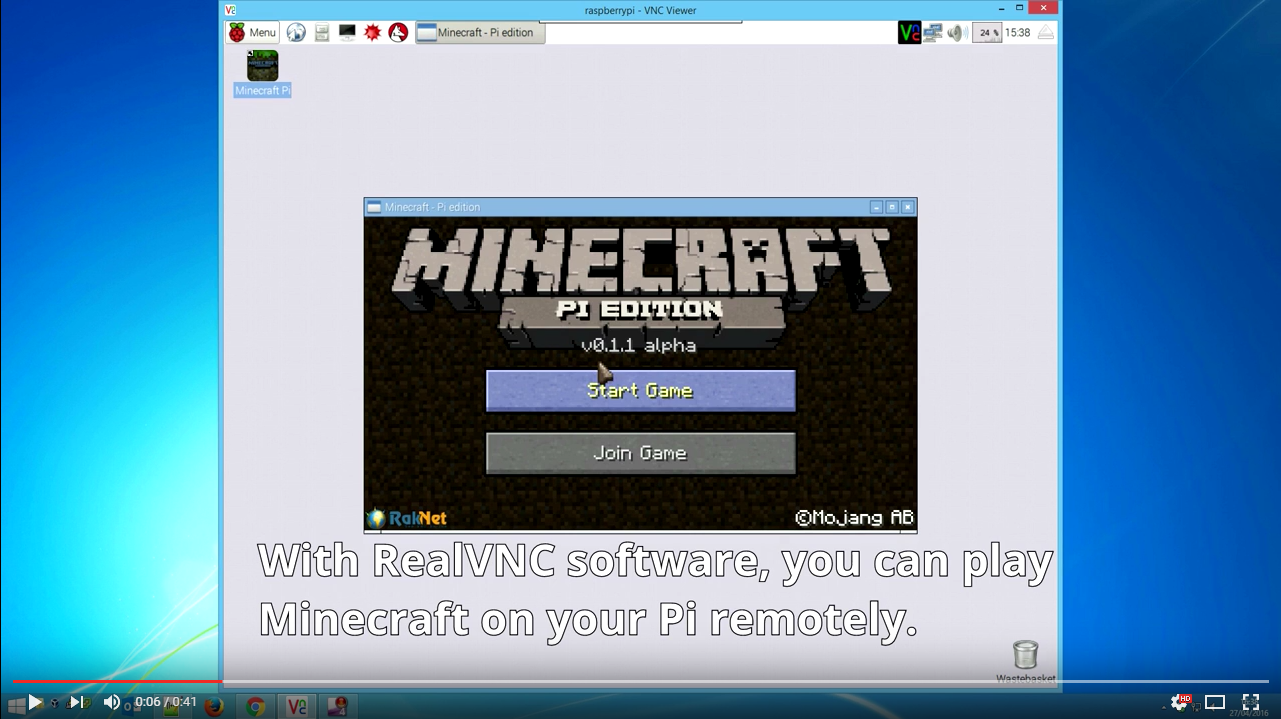 raspberrypi - VNC Viewer
Menu
Minecraft - Pi edition
24 %
15:38
Minecraft Pi
Minecraft - Pi edition
MINECRAFT
PI EDITION
v0.1.1 alpha
Start Game
Join Game
RakNet
©Mojang AB
With RealVNC software, you can play
Minecraft on your Pi remotely.
Wastebasket
0:06 / 0:41
HD
27/04/2016